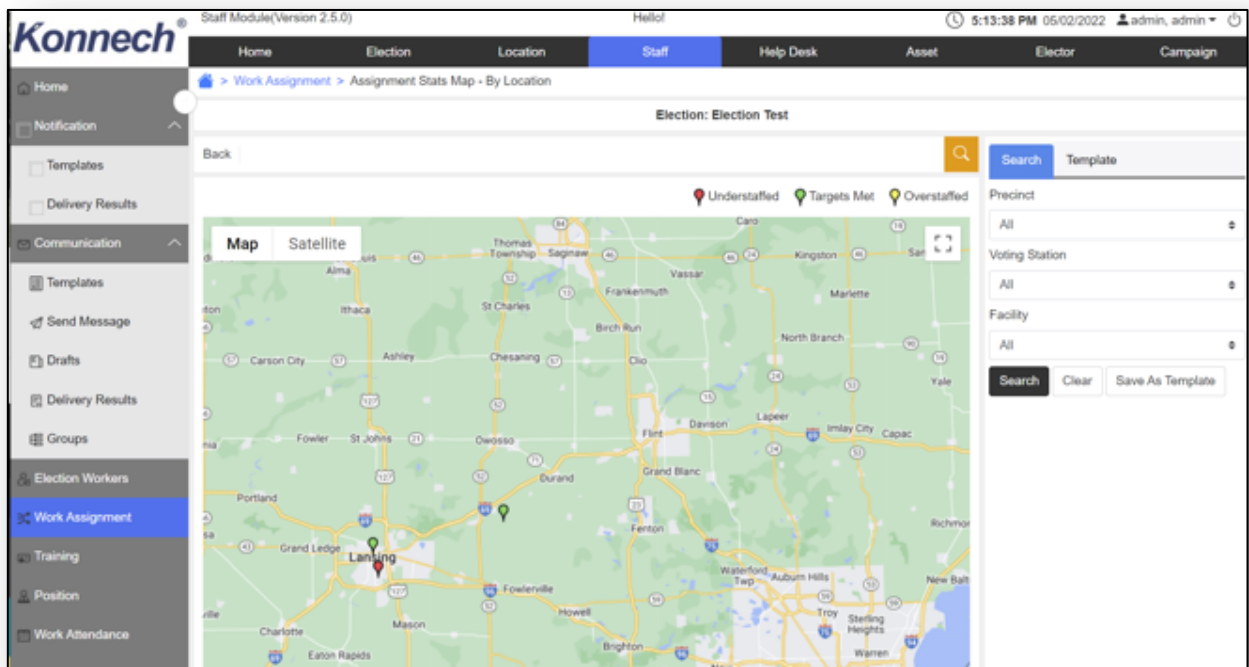 Konnech®
Staff Module(Version 2.5.0)
Hello!
5:13:38 PM 05/02/2022 admin, admin
Home Election Location Staff Help Desk Asset Elector Campaign
> Work Assignment > Assignment Stats Map - By Location
Election: Election Test
Home
Notification
Templates
Delivery Results
Communication
Templates
Send Message
Drafts
Delivery Results
Groups
Election Workers
Work Assignment
Training
Position
Work Attendance
Back
Understaffed Targets Met Overstaffed
Map Satellite
Caro
Thomas Township
Saginaw
Kingston
Alma
Vassar
Frankenmuth
Marlette
Ithaca
St Charles
Birch Run
North Branch
Carson City
Ashley
Chesaning
Clio
Yale
Lapeer
Imlay City
Capac
Fowler
St Johns
Owosso
Flint
Davison
Durand
Grand Blanc
Portland
Fenton
Grand Ledge
Lansing
Waterford Twp
Auburn Hills
New Balt
Fowlerville
Howell
Troy
Sterling Heights
Charlotte
Mason
Warren
Eaton Rapids
Brighton
Search Template
Precinct
All
Voting Station
All
Facility
All
Search Clear Save As Template